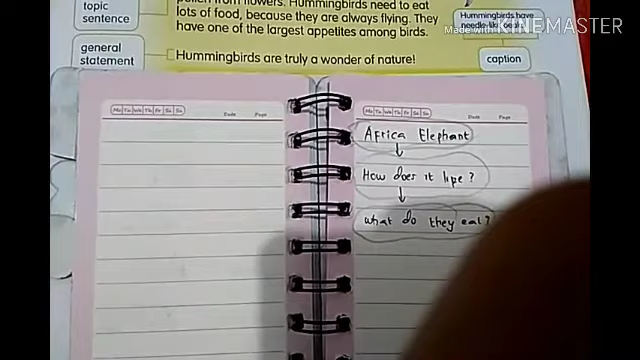 topic
sentence
pollen from flowers. Hummingbirds need to eat
lots of food, because they are always flying. They
have one of the largest appetites among birds.
general
statement
Hummingbirds are truly a wonder of nature!
Hummingbirds have
needle-like
Made with KINEMASTER
caption
Mo Tu We Th Fr Sa Su
Date Page
Mo Tu We Th Fr Sa Su
Date Page
Africa Elephant
How does it lipe?
what do they eat?